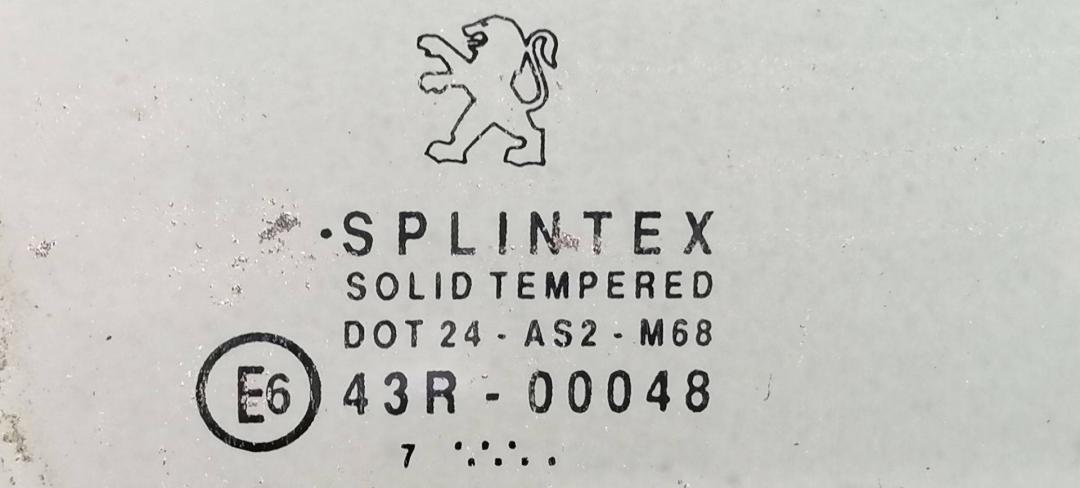 ·SPLINTEX
SOLID TEMPERED
DOT 24 - AS2 - M68
E6 43R - 00048
7